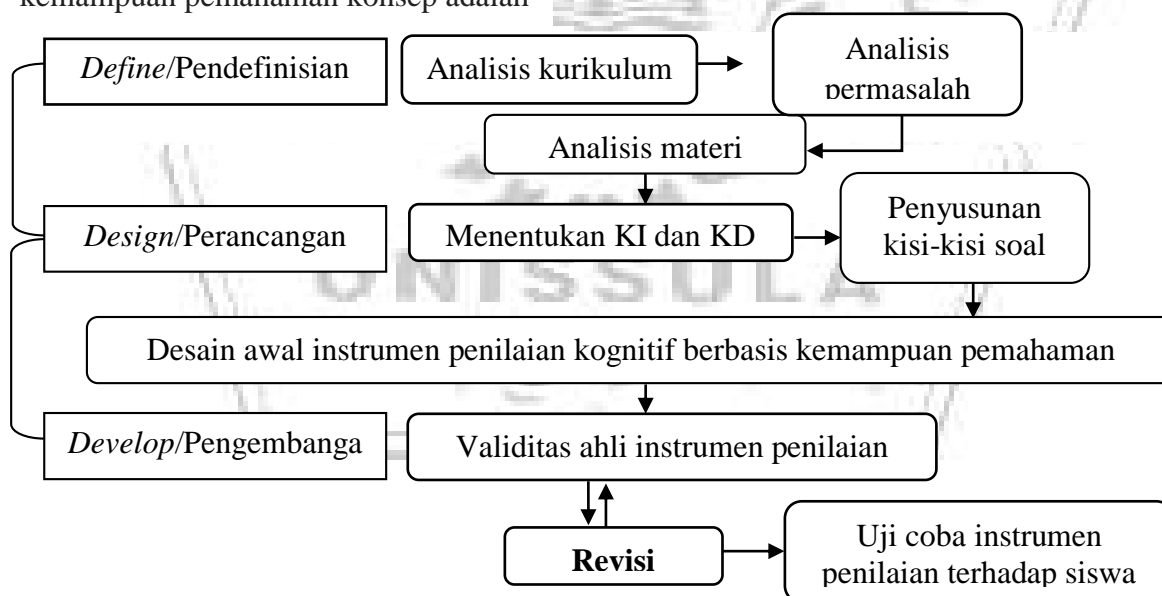 kemampuan pemahaman konsep adalah
Define/Pendefinisian
Analisis kurikulum
Analisis
permasalah
Analisis materi
Design/Perancangan
Menentukan KI dan KD
Penyusunan
kisi-kisi soal
UNISSULA
Desain awal instrumen penilaian kognitif berbasis kemampuan pemahaman
Develop/Pengembanga
Validitas ahli instrumen penilaian
Revisi
Uji coba instrumen
penilaian terhadap siswa